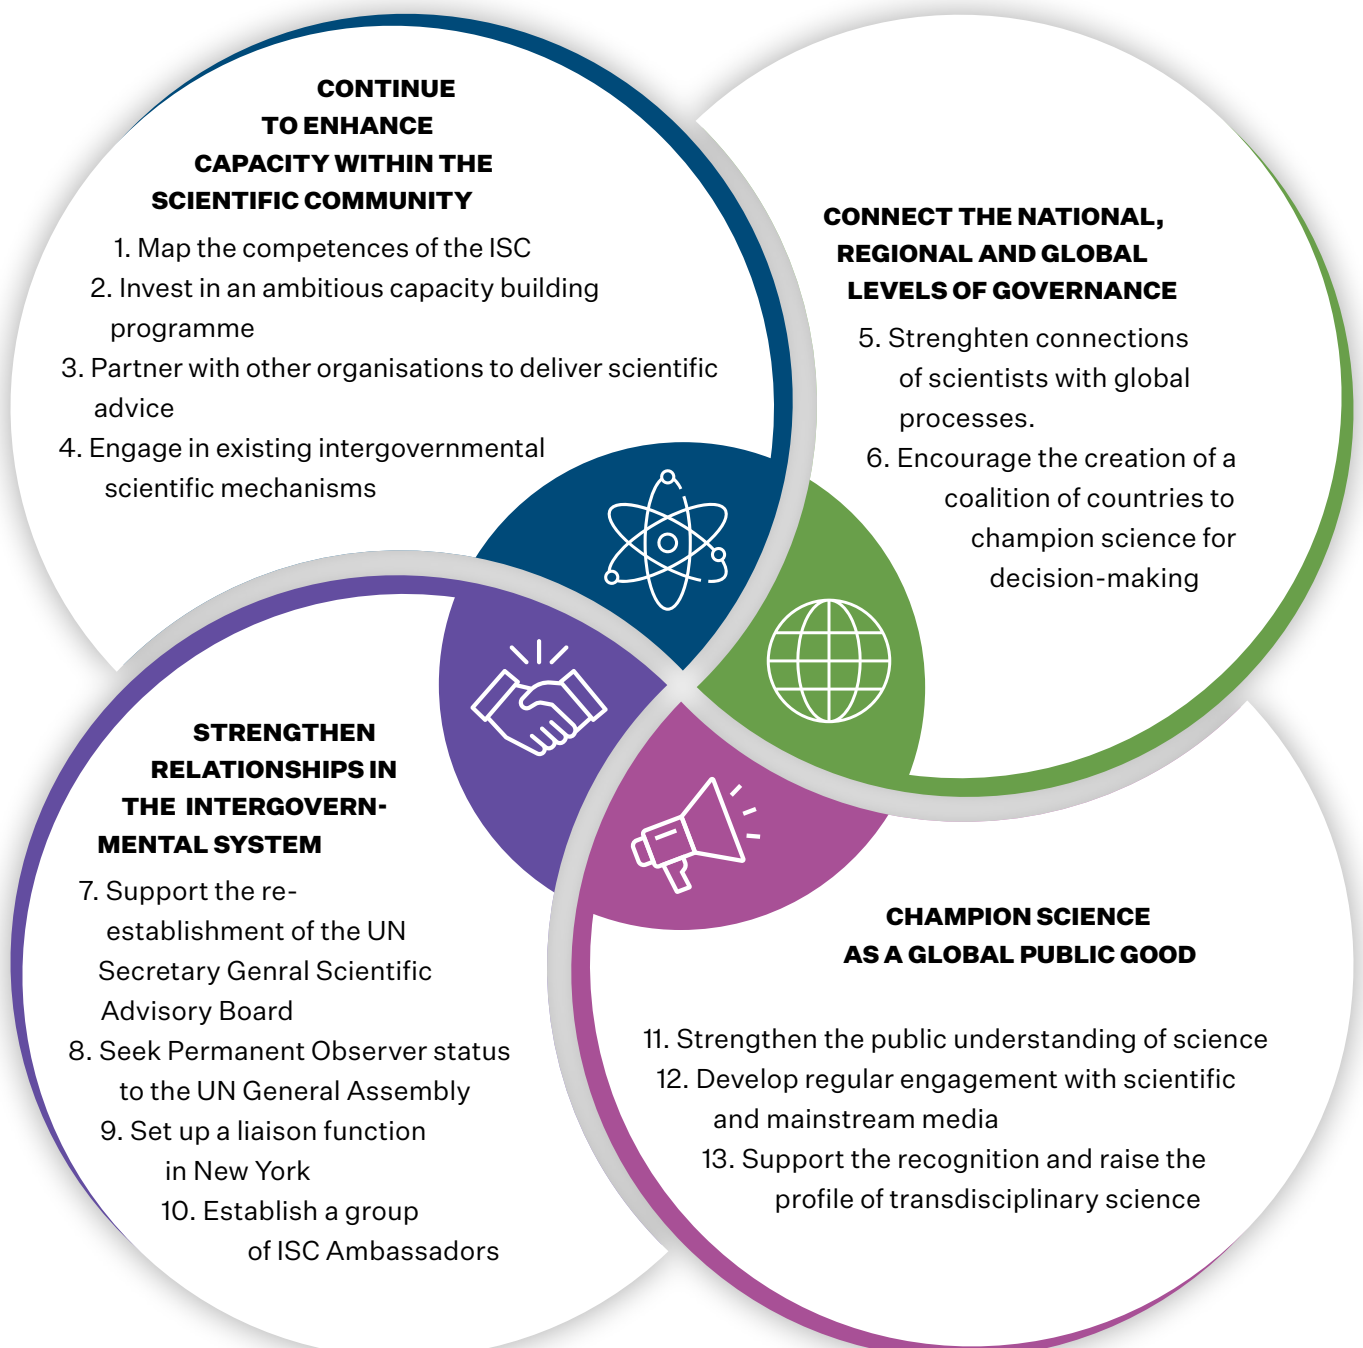 CONTINUE
TO ENHANCE
CAPACITY WITHIN THE
SCIENTIFIC COMMUNITY
1. Map the competences of the ISC
2. Invest in an ambitious capacity building
programme
3. Partner with other organisations to deliver scientific
advice
4. Engage in existing intergovernmental
scientific mechanisms
CONNECT THE NATIONAL,
REGIONAL AND GLOBAL
LEVELS OF GOVERNANCE
5. Strenghten connections
of scientists with global
processes.
6. Encourage the creation of a
coalition of countries to
champion science for
decision-making
STRENGTHEN
RELATIONSHIPS IN
THE INTERGOVERN-
MENTAL SYSTEM
7. Support the re-
establishment of the UN
Secretary Genral Scientific
Advisory Board
8. Seek Permanent Observer status
to the UN General Assembly
9. Set up a liaison function
in New York
10. Establish a group
of ISC Ambassadors
CHAMPION SCIENCE
AS A GLOBAL PUBLIC GOOD
11. Strengthen the public understanding of science
12. Develop regular engagement with scientific
and mainstream media
13. Support the recognition and raise the
profile of transdisciplinary science